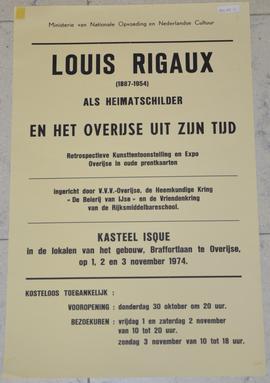 Ministerie van Nationale Opvoeding en Nederlandse Cultuur
LOUIS RIGAUX
(1887-1954)
ALS HEIMATSCHILDER
EN HET OVERIJSE UIT ZIJN TIJD
Retrospectieve Kunsttentoonstelling en Expo
Overijse in oude prentkaarten
ingericht door V.V.V.-Overijse, de Heemkundige Kring
- De Beierij van IJse - en de Vriendenkring
van de Rijksmiddelbareschool.
KASTEEL ISQUE
in de lokalen van het gebouw, Braffortlaan te Overijse,
op 1, 2 en 3 november 1974.
KOSTELOOS TOEGANKELIJK :
VOOROPENING : donderdag 30 oktober om 20 uur.
BEZOEKUREN : vrijdag 1 en zaterdag 2 november
van 10 tot 20 uur.
zondag 3 november van 10 tot 18 uur.